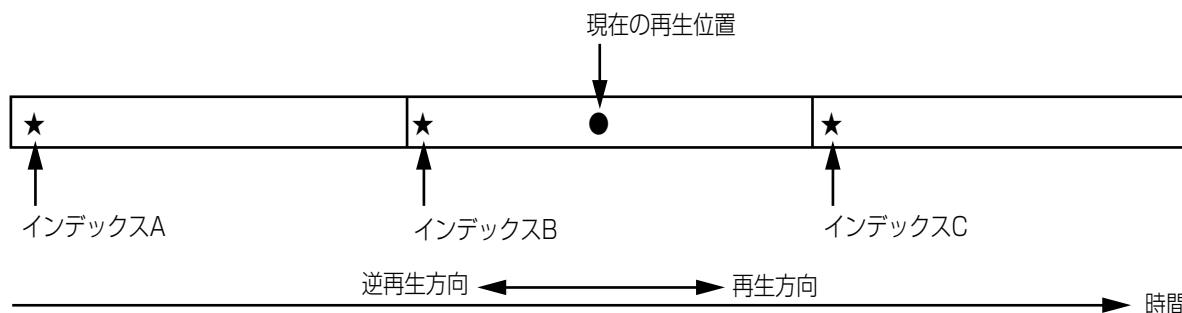 現在の再生位置
インデックスA
インデックスB
インデックスC
逆再生方向
再生方向
時間